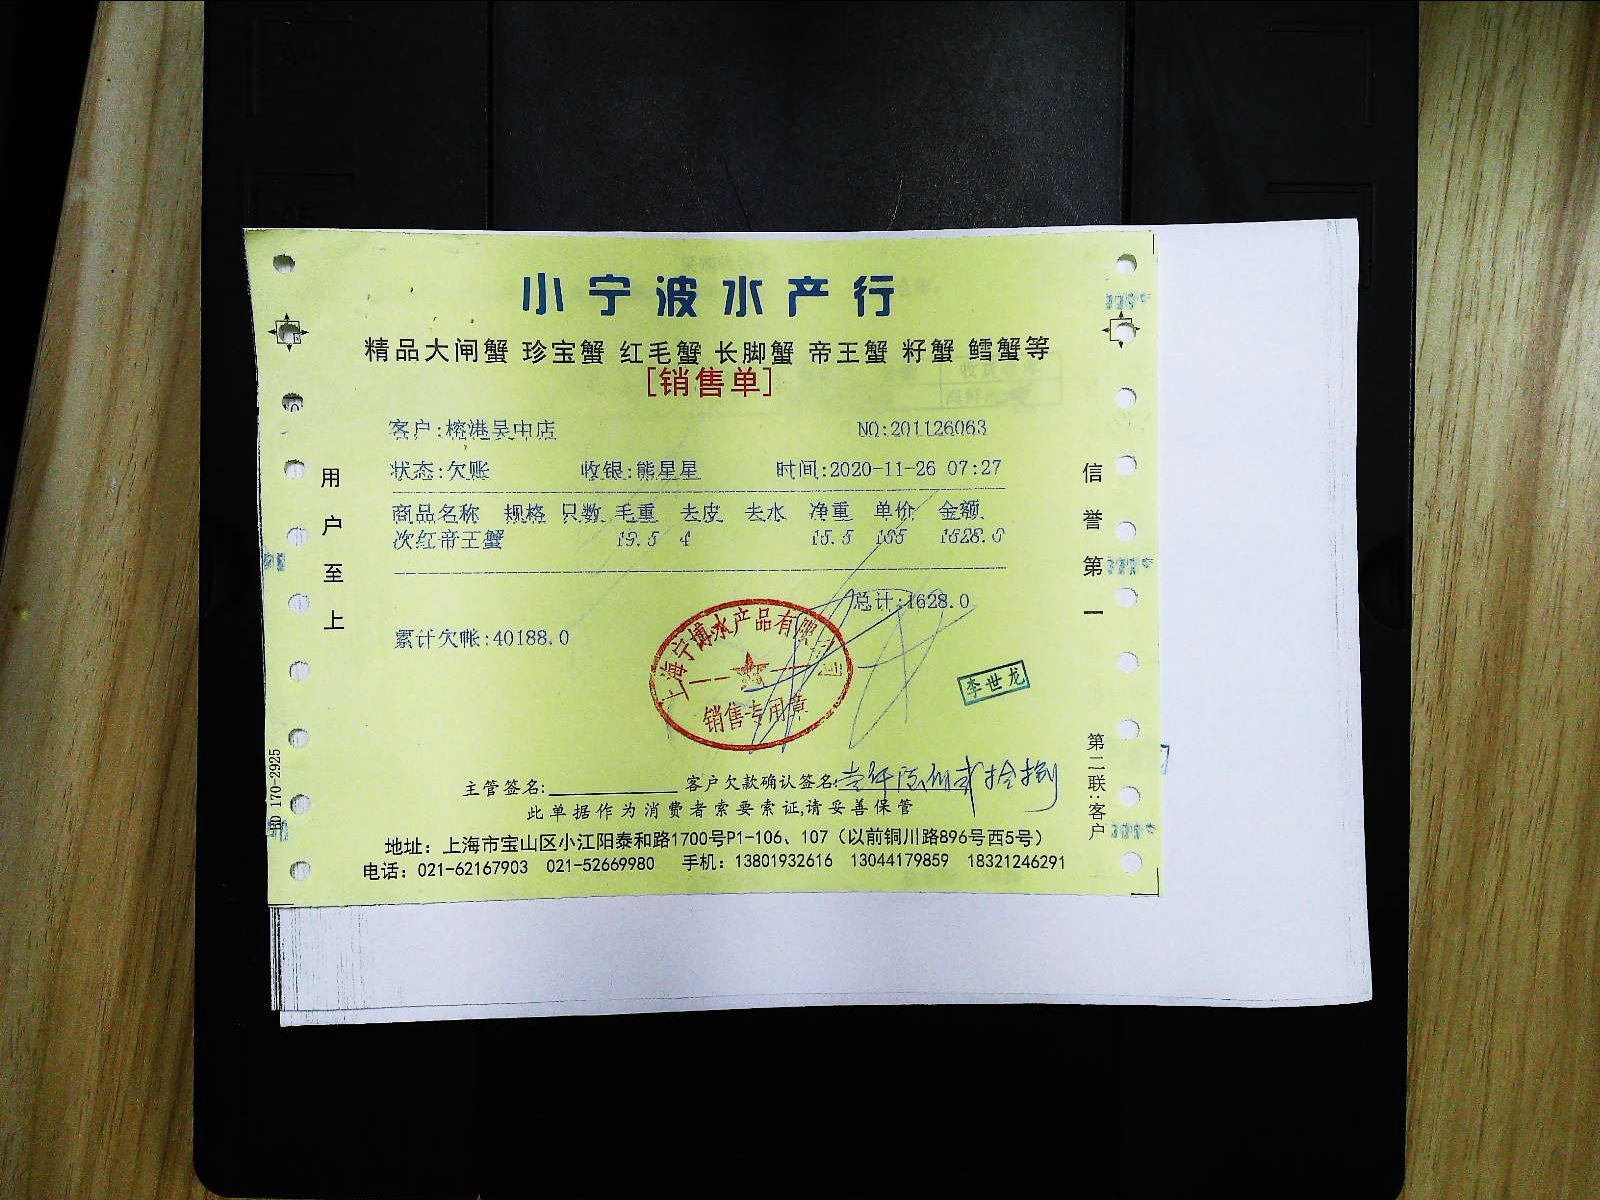 小宁波水产行
精品大闸蟹 珍宝蟹 红毛蟹 长脚蟹 帝王蟹 籽蟹 鳕蟹等
[销售单]
客户:榕港吴中店 NO:201126063
状态:欠账 收银:熊星星 时间:2020-11-26 07:27
商品名称 规格 只数 毛重 去皮 去水 净重 单价 金额
次红帝王蟹 19.5 4 15.5 105 1628.0
总计:1628.0
累计欠帐:40188.0
上海宁博水产品有限公司
销售专用章
李世龙
主管签名: 客户欠款确认签名:壹仟陆佰贰拾捌
此单据作为消费者索要索证,请妥善保管
地址：上海市宝山区小江阳泰和路1700号P1-106、107（以前铜川路896号西5号）
电话：021-62167903 021-52669980 手机：13801932616 13044179859 18321246291
用户至上
信誉第一
第二联:客户
170-2925